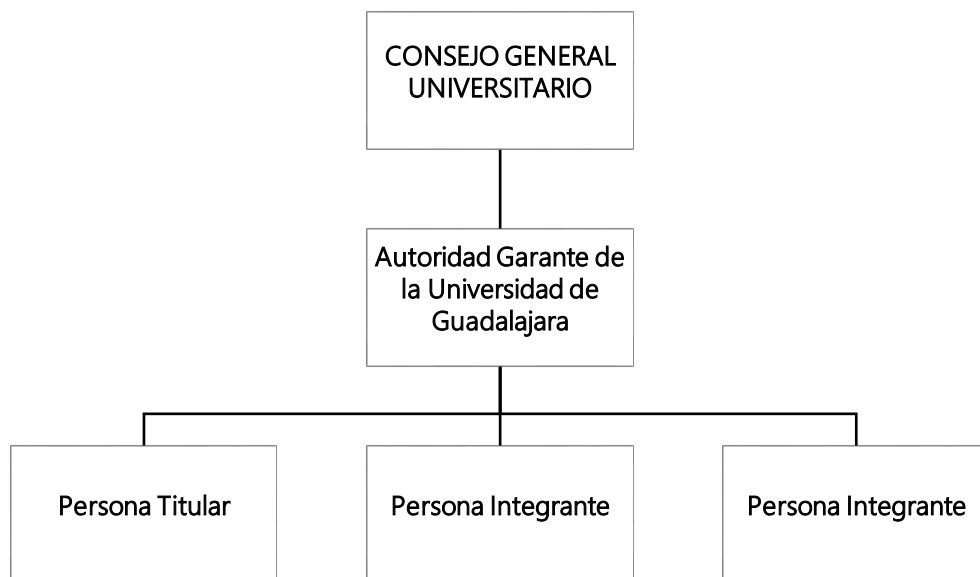 CONSEJO GENERAL
UNIVERSITARIO
Autoridad Garante de
la Universidad de
Guadalajara
Persona Titular
Persona Integrante
Persona Integrante